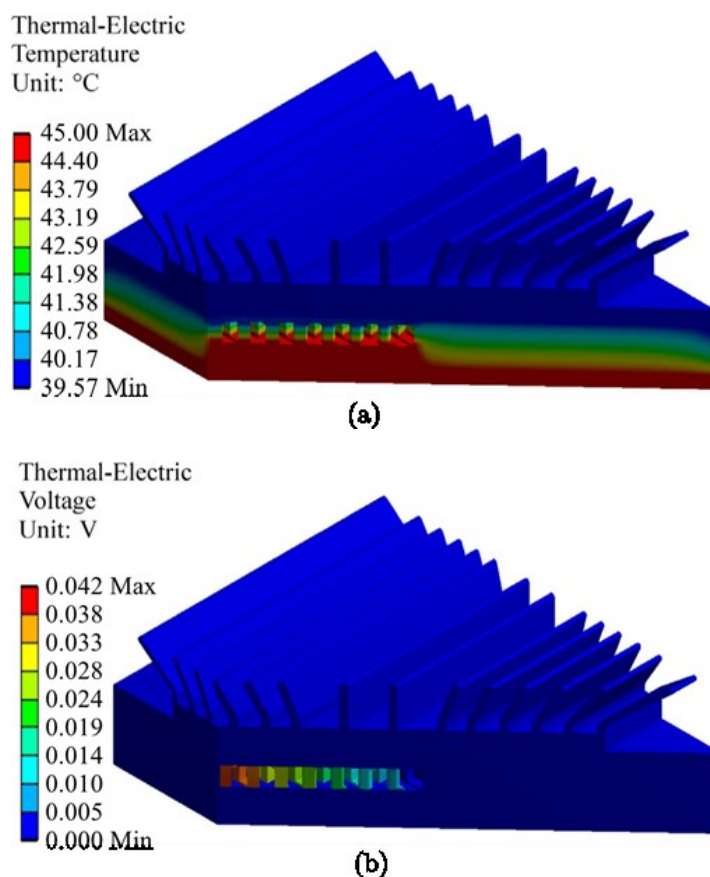 Thermal-Electric
Temperature
Unit: °C
45.00 Max
44.40
43.79
43.19
42.59
41.98
41.38
40.78
40.17
39.57 Min
(a)
Thermal-Electric
Voltage
Unit: V
0.042 Max
0.038
0.033
0.028
0.024
0.019
0.014
0.010
0.005
0.000 Min
(b)